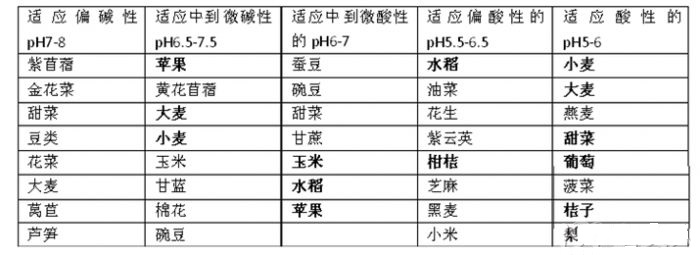 适应偏碱性 适应中到微碱性 适应中到微酸性 适应偏酸性的 适应酸性的
pH7-8 pH6.5-7.5 的pH6-7 pH5.5-6.5 pH5-6
紫苜蓿 苹果 蚕豆 水稻 小麦
金花菜 黄花苜蓿 豌豆 油菜 大麦
甜菜 大麦 甜菜 花生 燕麦
豆类 小麦 甘蔗 紫云英 甜菜
花菜 玉米 玉米 柑桔 葡萄
大麦 甘蓝 水稻 芝麻 菠菜
莴苣 棉花 苹果 黑麦 桔子
芦笋 豌豆 小米 梨